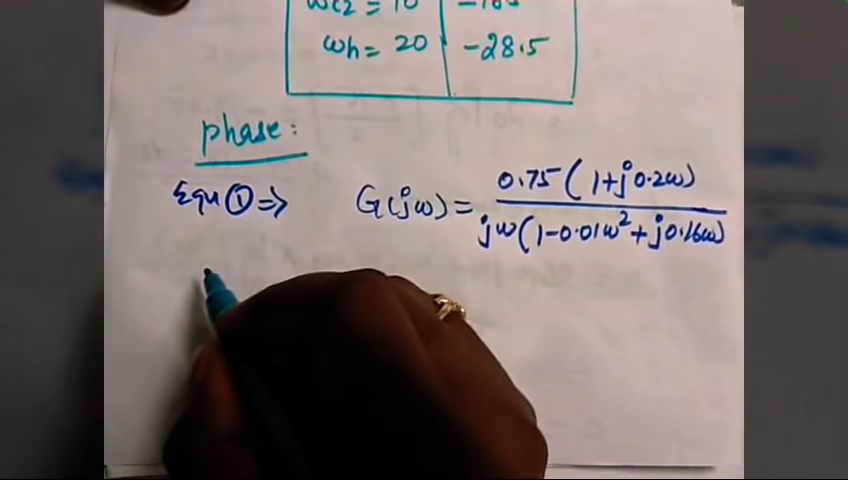 ωc2 = 10
ωh = 20 -28.5
phase:
Equ ① ⇒ G(jω) = 0.75 (1+j0.2ω)
jω(1-0.01ω²+j0.16ω)